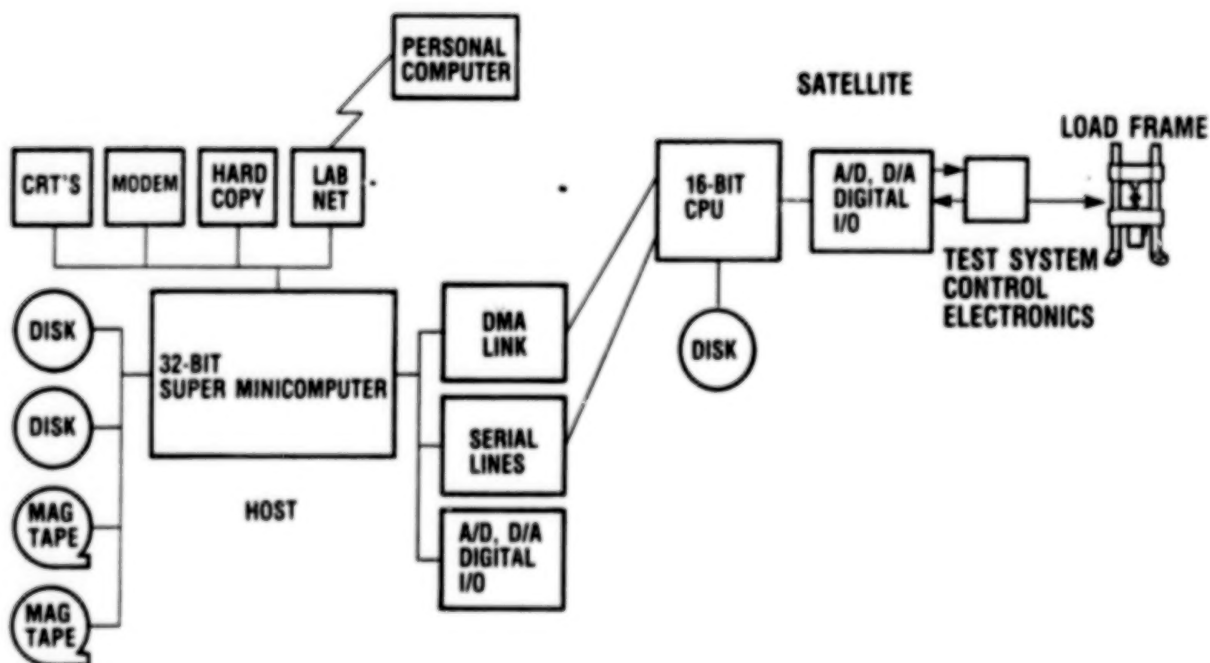 PERSONAL
COMPUTER
SATELLITE
LOAD FRAME
CRT'S
MODEM
HARD
COPY
LAB
NET
16-BIT
CPU
A/D, D/A
DIGITAL
I/O
TEST SYSTEM
CONTROL
ELECTRONICS
DISK
DISK
32-BIT
SUPER MINICOMPUTER
DMA
LINK
DISK
SERIAL
LINES
HOST
MAG
TAPE
A/D, D/A
DIGITAL
I/O
MAG
TAPE